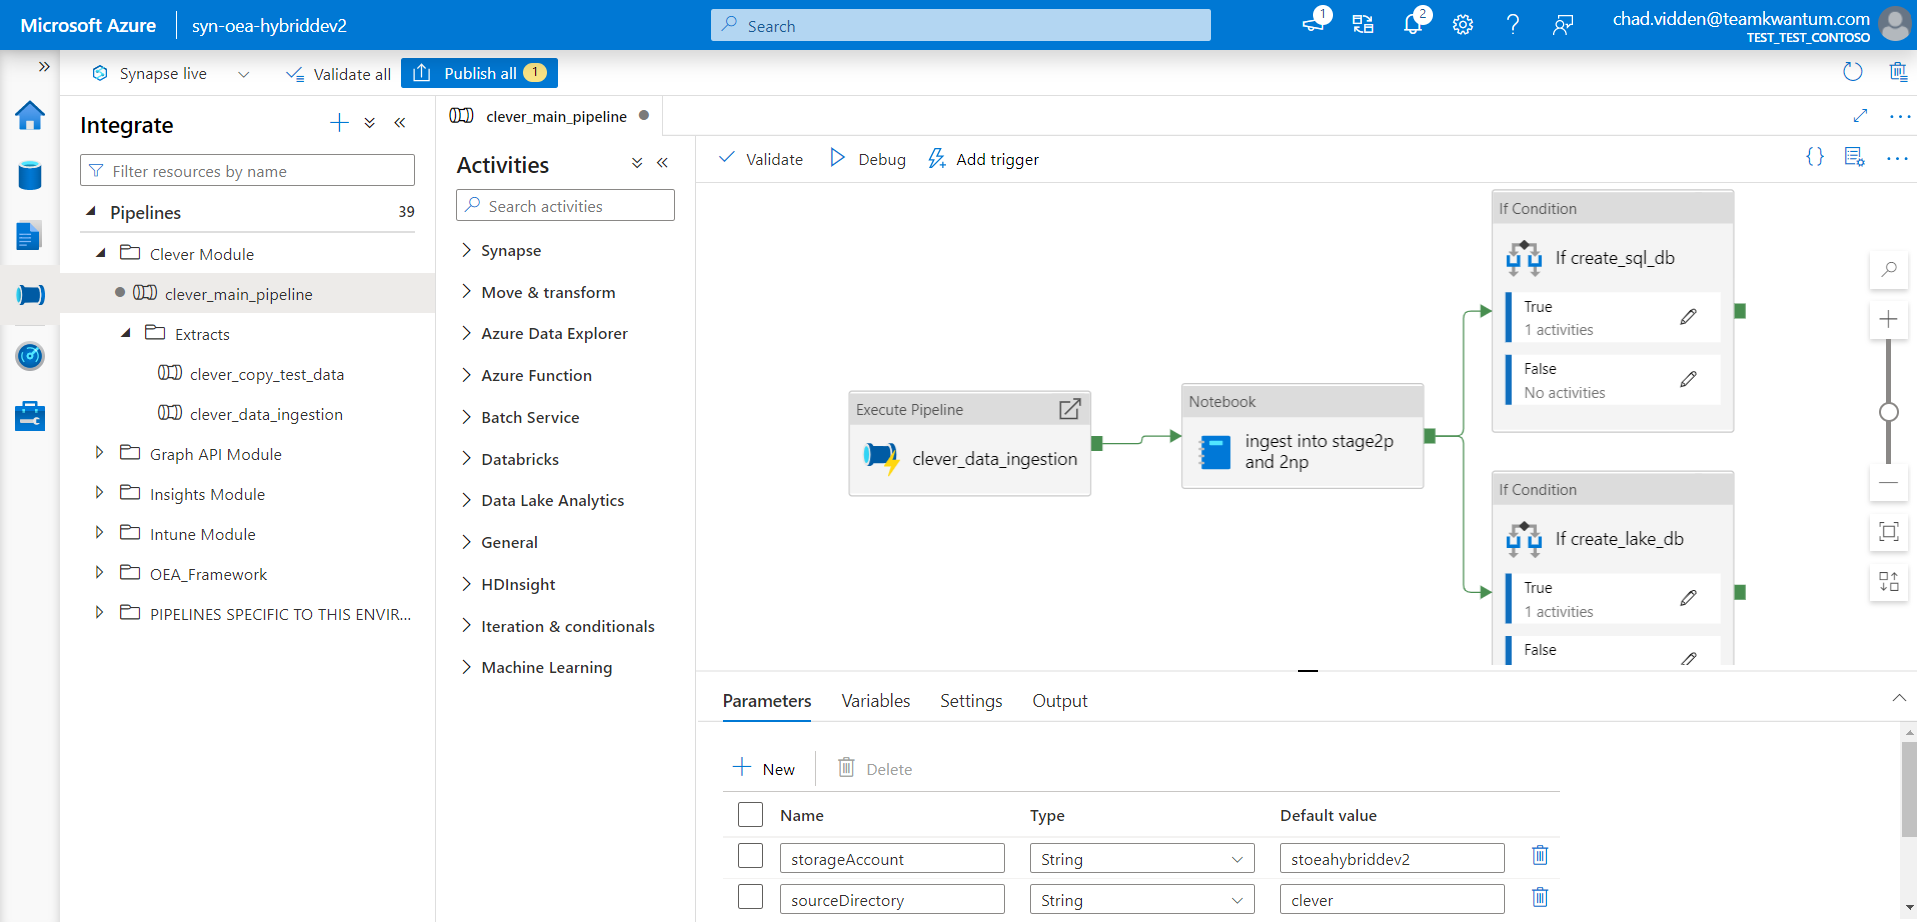 Microsoft Azure
syn-oea-hybriddev2
Search
1
2
chad.vidden@teamkwantum.com
TEST_TEST_CONTOSO
Synapse live
Validate all
Publish all
1
Integrate
Filter resources by name
Pipelines
39
Clever Module
clever_main_pipeline
Extracts
clever_copy_test_data
clever_data_ingestion
Graph API Module
Insights Module
Intune Module
OEA_Framework
PIPELINES SPECIFIC TO THIS ENVIR...
clever_main_pipeline
Activities
Search activities
Synapse
Move & transform
Azure Data Explorer
Azure Function
Batch Service
Databricks
Data Lake Analytics
General
HDInsight
Iteration & conditionals
Machine Learning
Validate
Debug
Add trigger
Execute Pipeline
clever_data_ingestion
Notebook
ingest into stage2p
and 2np
If Condition
If create_sql_db
True
1 activities
False
No activities
If Condition
If create_lake_db
True
1 activities
False
Parameters
Variables
Settings
Output
New
Delete
Name
Type
Default value
storageAccount
String
stoeahybriddev2
sourceDirectory
String
clever